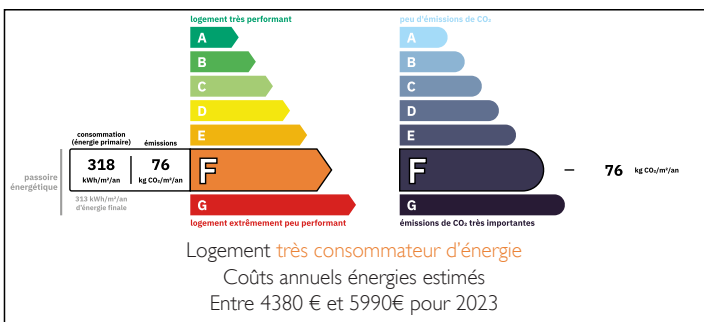 logement très performant
A
B
C
D
E
consommation
(énergie primaire)
émissions
passoire
énergétique
318
kWh/m²/an
76
kg CO₂/m²/an
F
313 kWh/m²/an
d'énergie finale
G
logement extrêmement peu performant
peu d'émissions de CO₂
A
B
C
D
E
F
76 kg CO₂/m²/an
G
émissions de CO₂ très importantes
Logement très consommateur d'énergie
Coûts annuels énergies estimés
Entre 4380 € et 5990€ pour 2023